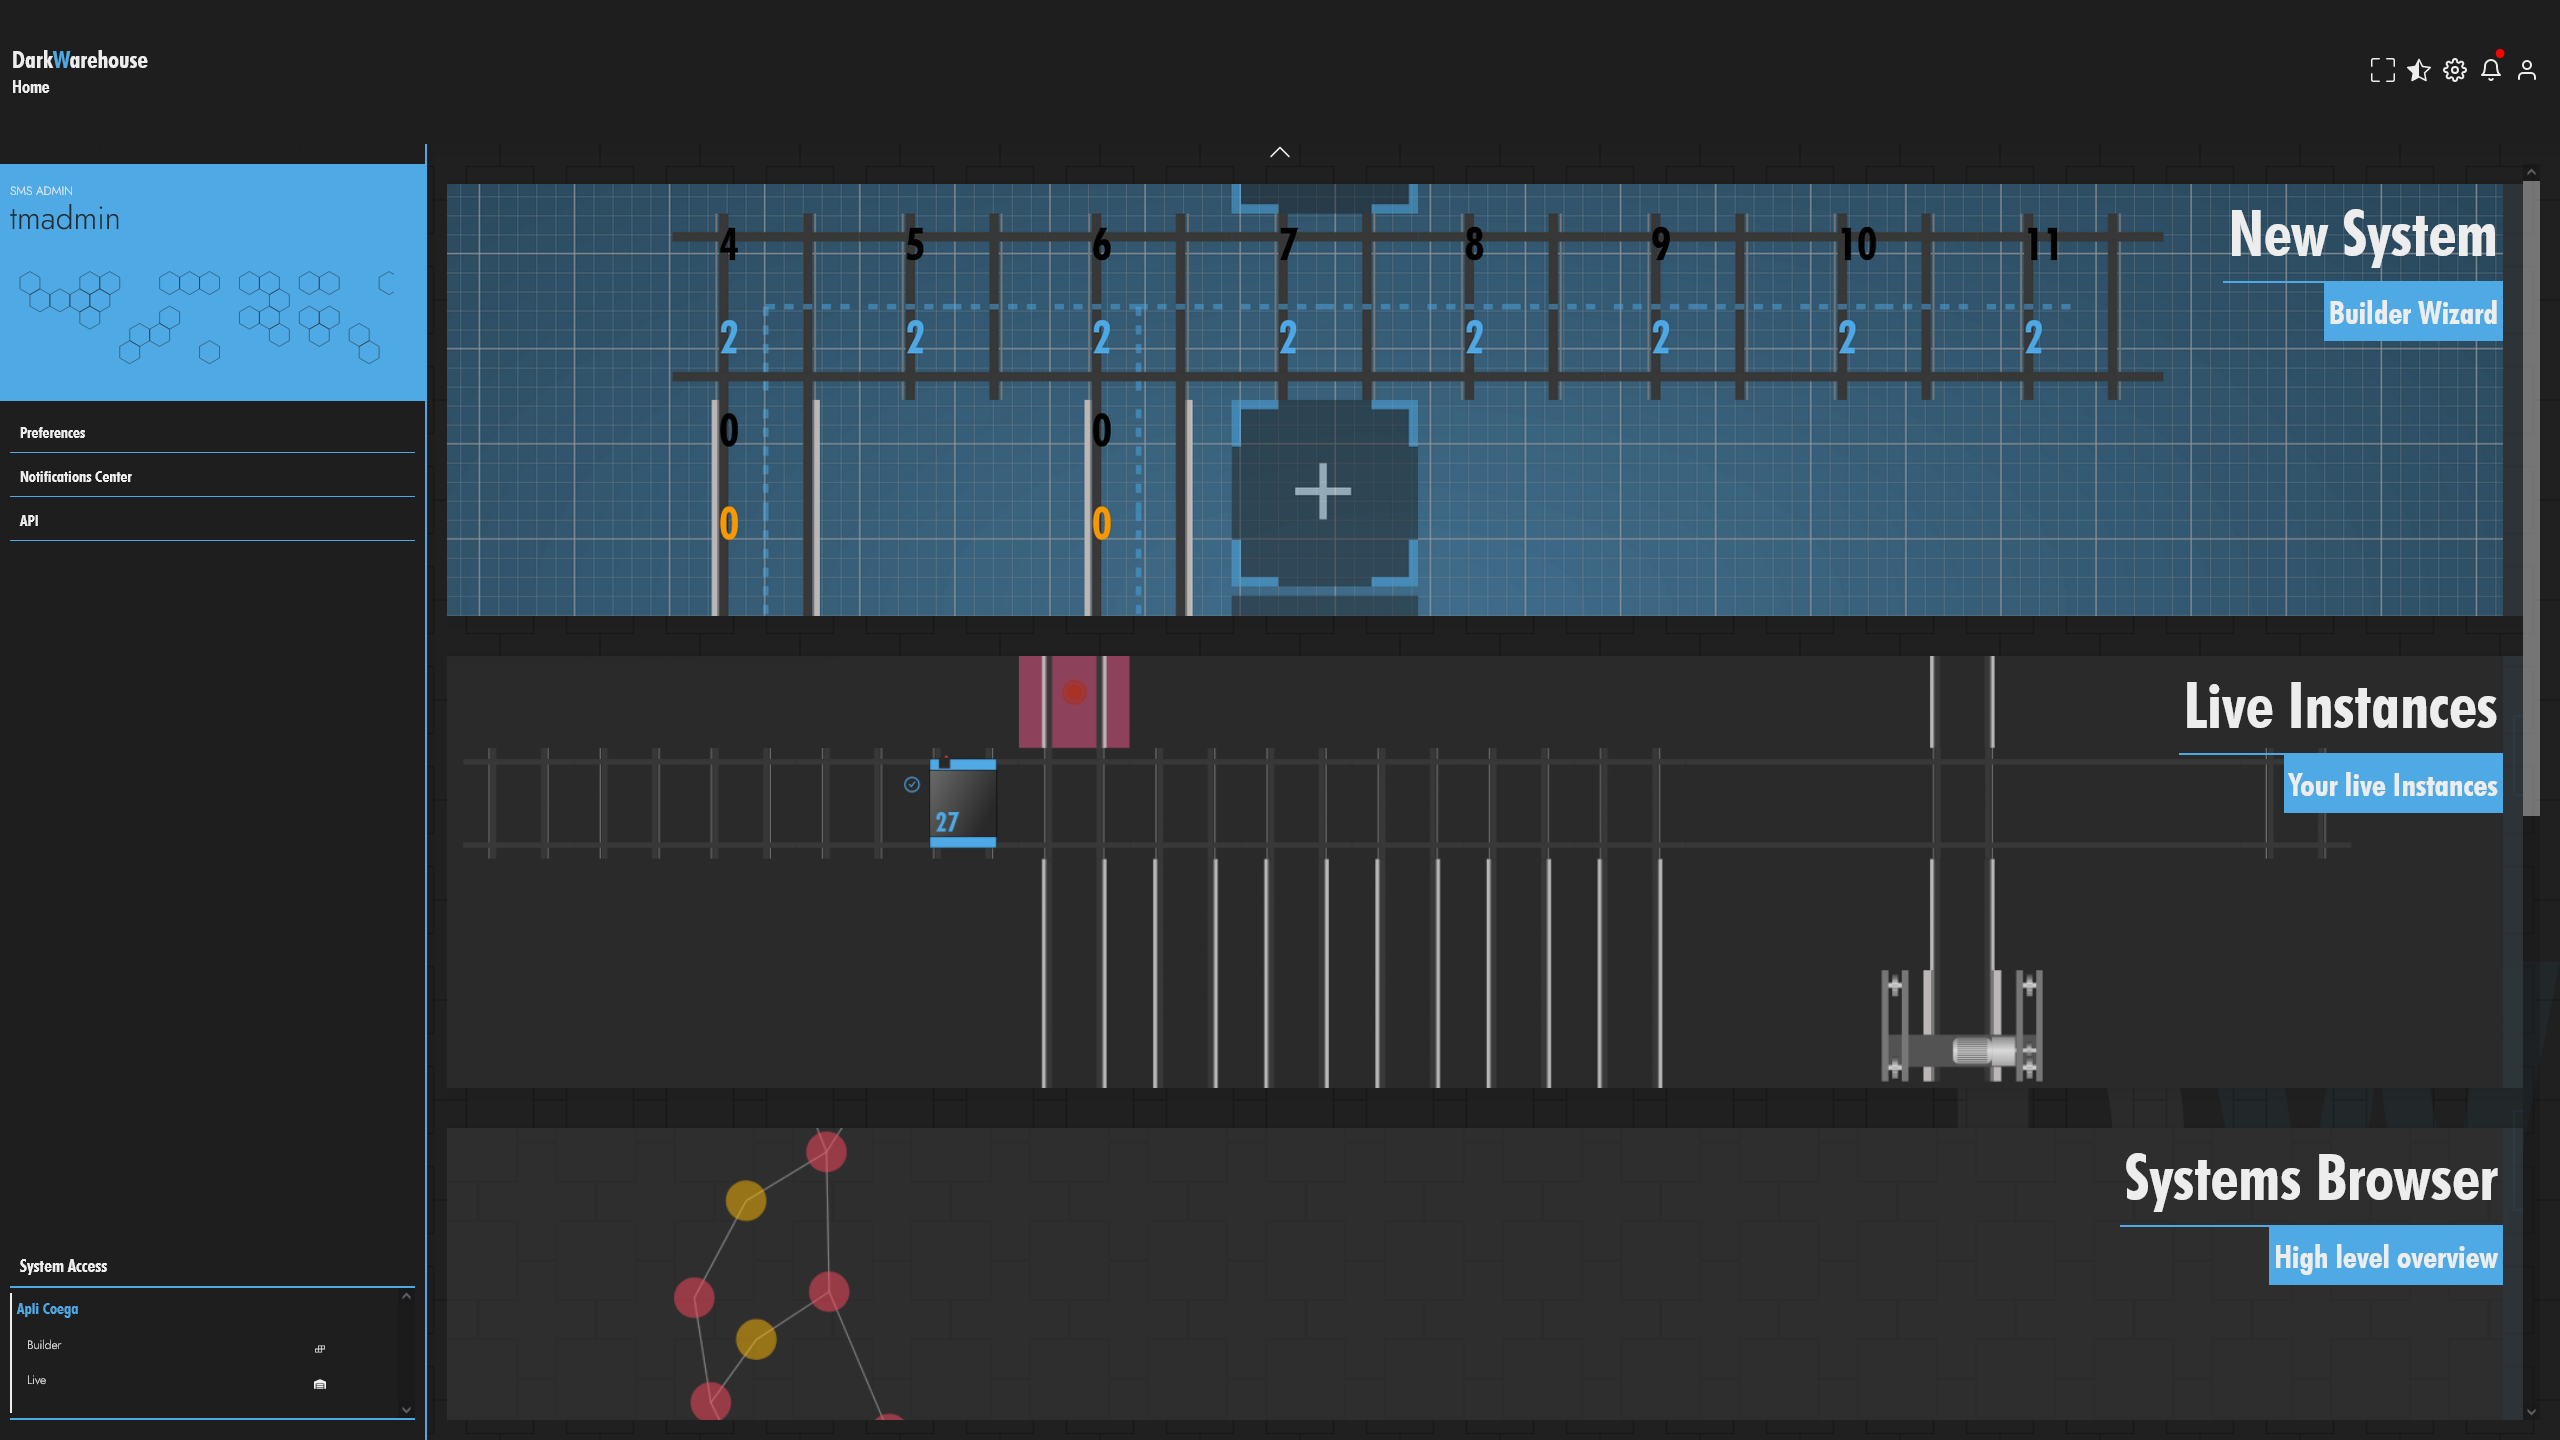 DarkWarehouse
Home
SMS ADMIN
tmadmin
Preferences
Notifications Center
API
System Access
Apli Coega
Builder
Live
4 5 6 7 8 9 10 11
2 2 2 2 2 2 2 2
0 0
0 0
New System
Builder Wizard
27
Live Instances
Your live Instances
Systems Browser
High level overview